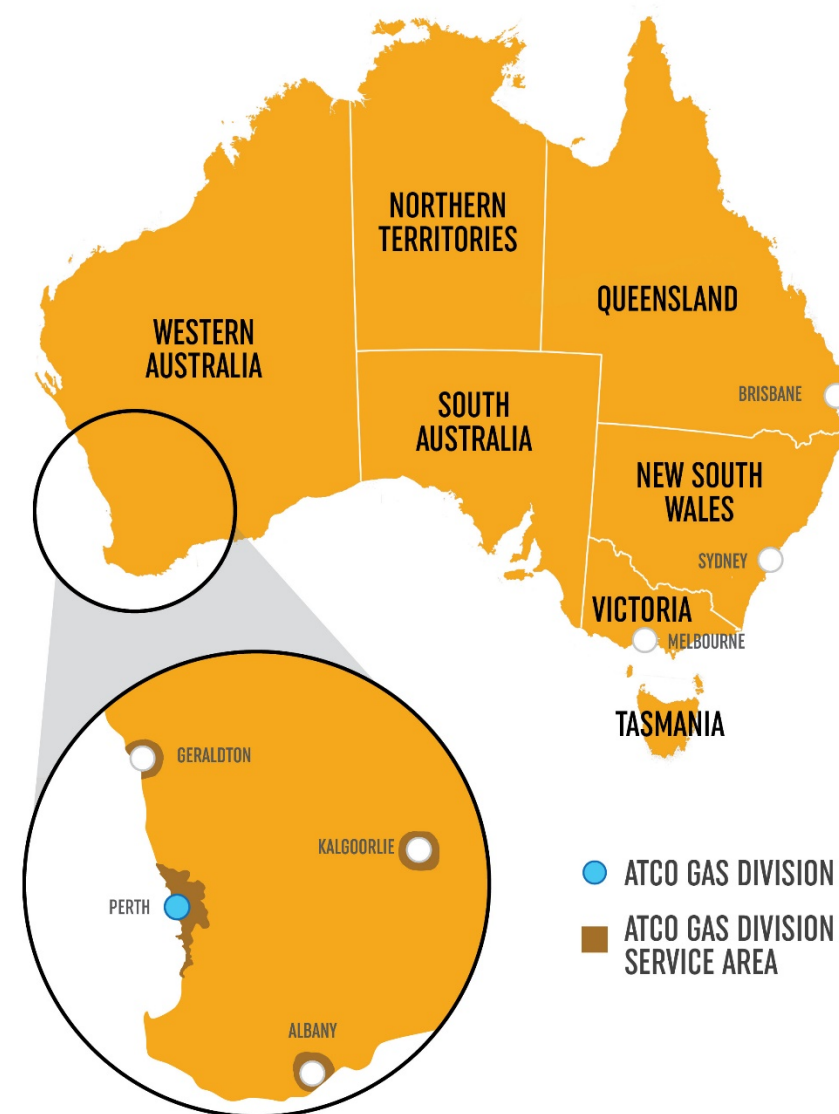 NORTHERN
TERRITORIES
QUEENSLAND
WESTERN
AUSTRALIA
SOUTH
AUSTRALIA
BRISBANE
NEW SOUTH
WALES
SYDNEY
VICTORIA
MELBOURNE
TASMANIA
GERALDTON
KALGOORLIE
PERTH
ALBANY
ATCO GAS DIVISION
ATCO GAS DIVISION
SERVICE AREA